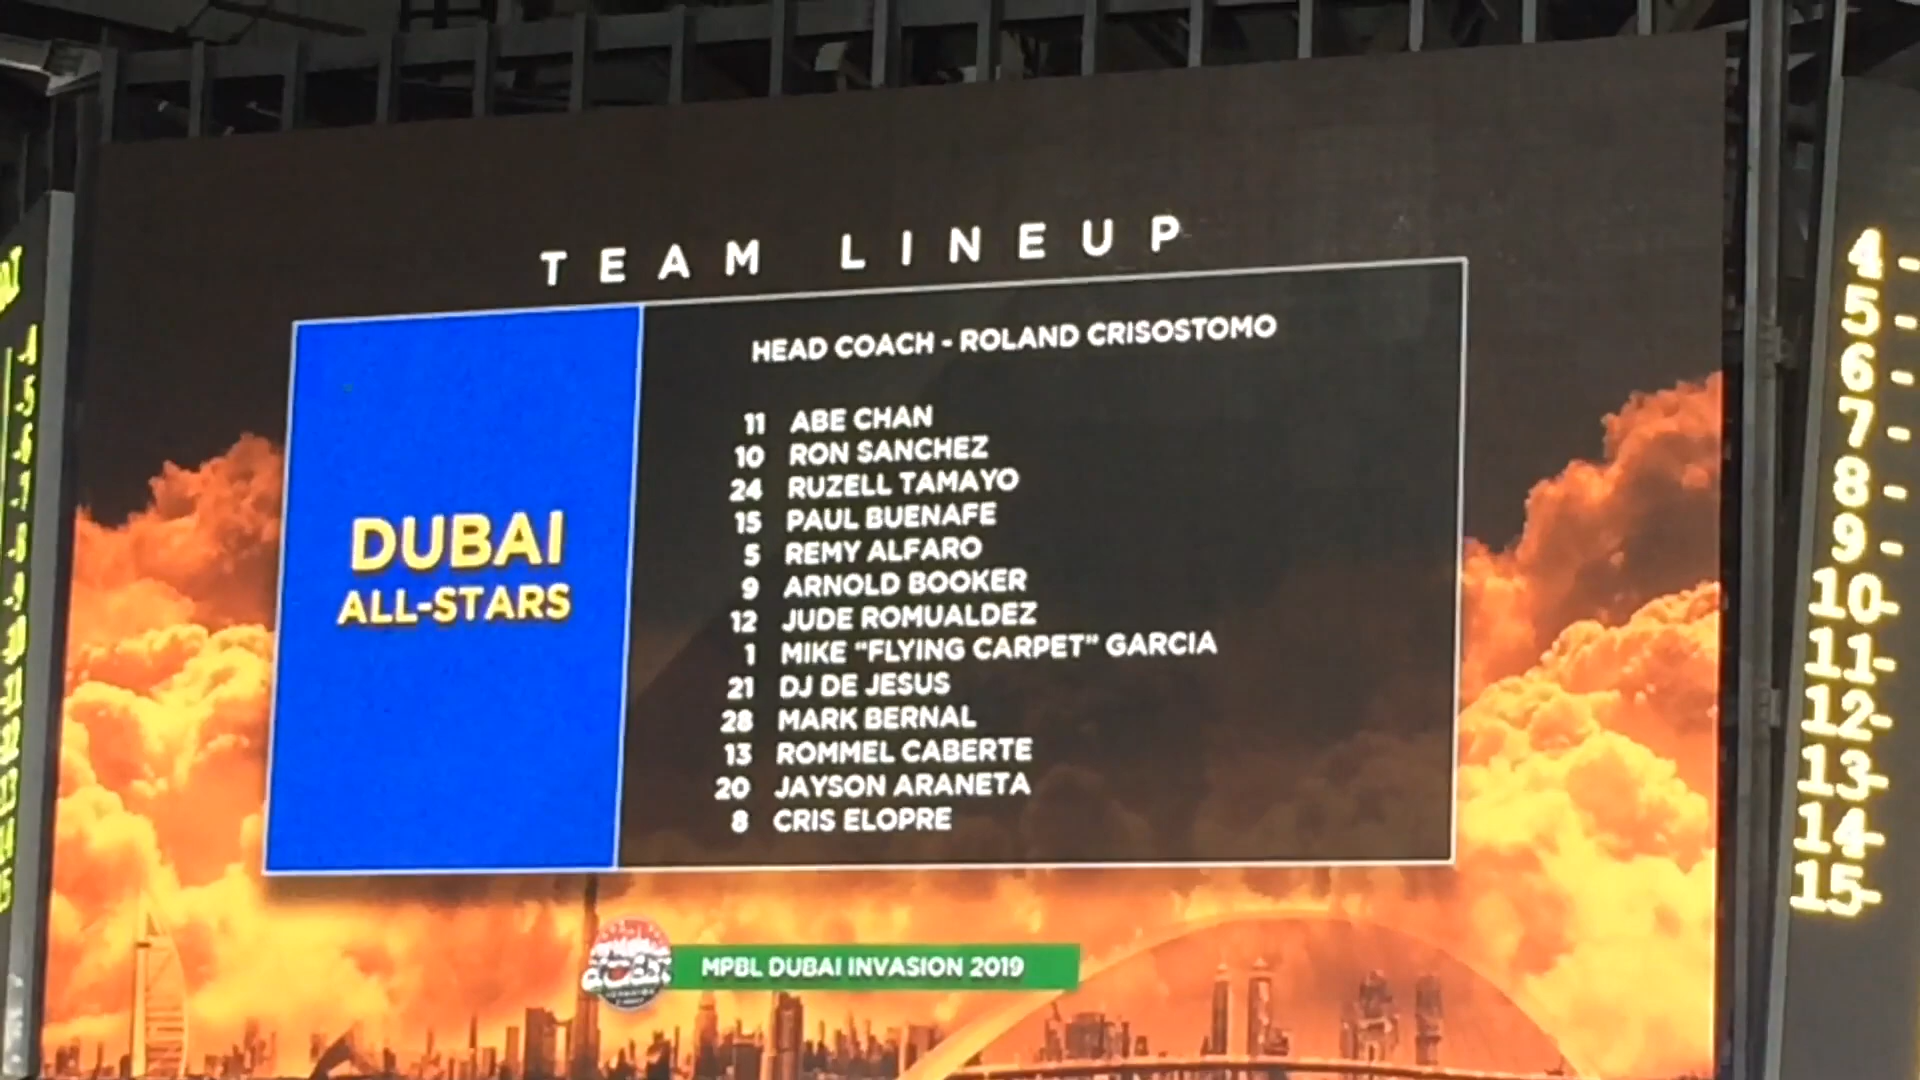 TEAM LINEUP
HEAD COACH - ROLAND CRISOSTOMO
DUBAI
ALL-STARS
11 ABE CHAN
10 RON SANCHEZ
24 RUZELL TAMAYO
15 PAUL BUENAFE
5 REMY ALFARO
9 ARNOLD BOOKER
12 JUDE ROMUALDEZ
1 MIKE “FLYING CARPET” GARCIA
21 DJ DE JESUS
28 MARK BERNAL
13 ROMMEL CABERTE
20 JAYSON ARANETA
8 CRIS ELOPRE
MPBL DUBAI INVASION 2019
4 -
5 -
6 -
7 -
8 -
9 -
10-
11-
12-
13-
14-
15-